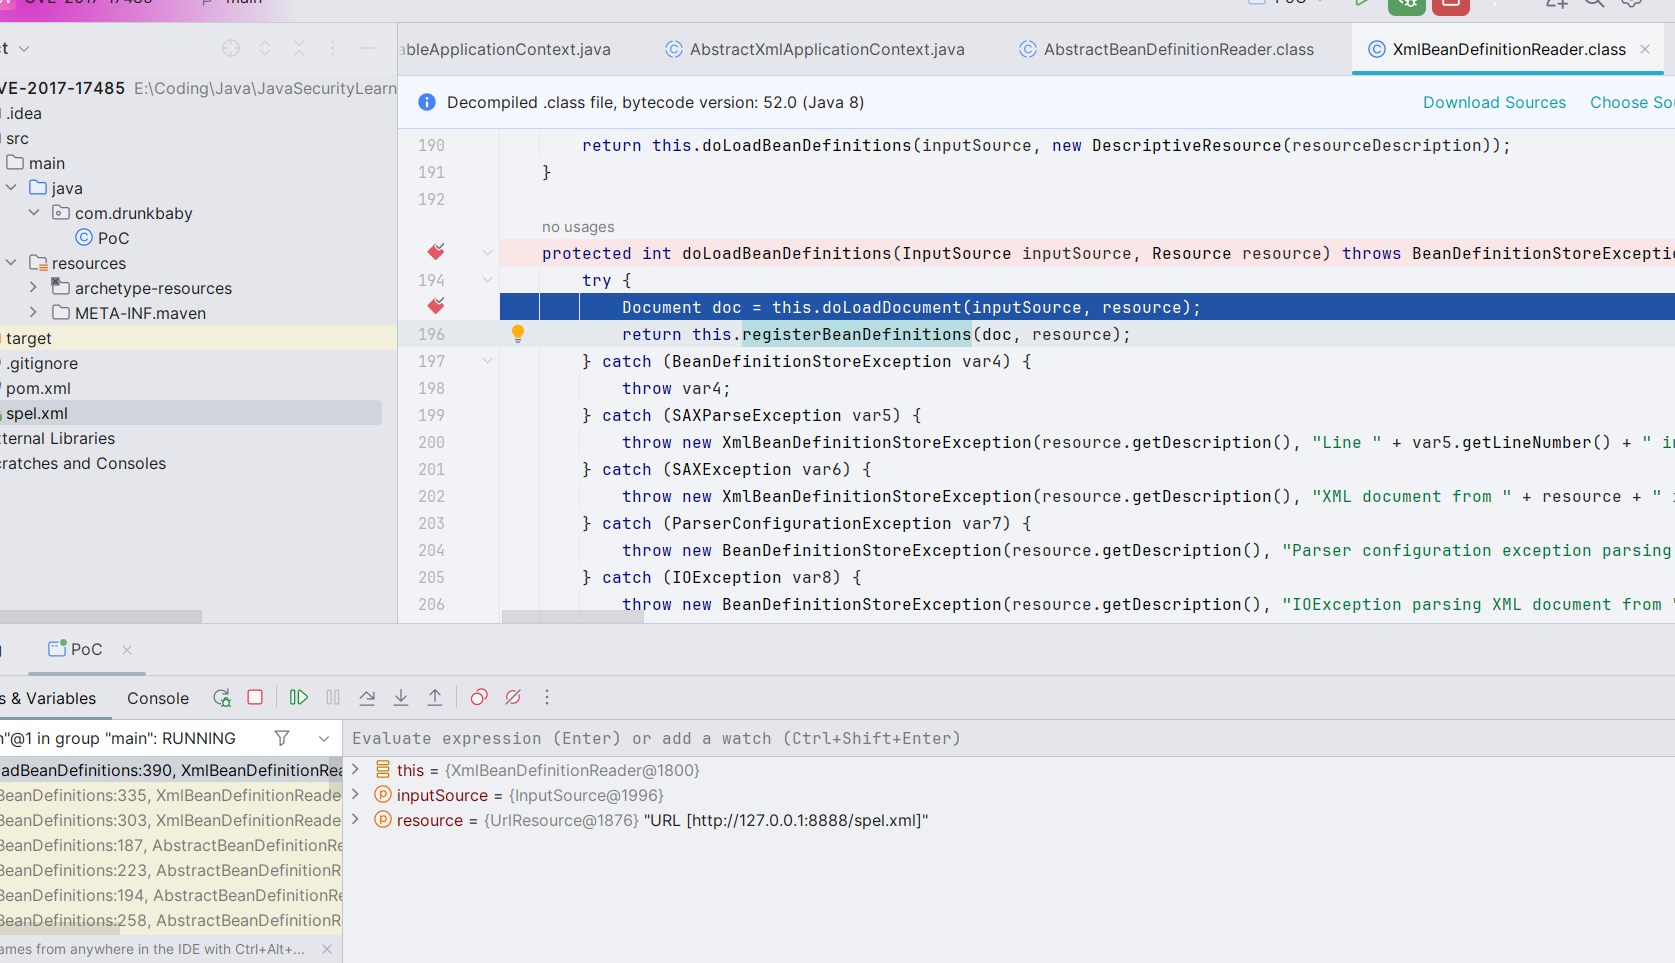 CVE-2017-17485 main PoC
ableApplicationContext.java AbstractXmlApplicationContext.java AbstractBeanDefinitionReader.class XmlBeanDefinitionReader.class
VE-2017-17485 E:\Coding\Java\JavaSecurityLearn
.idea
src
main
java
com.drunkbaby
PoC
resources
archetype-resources
META-INF.maven
target
.gitignore
pom.xml
spel.xml
ternal Libraries
ratches and Consoles
Decompiled .class file, bytecode version: 52.0 (Java 8) Download Sources Choose Sou
190 return this.doLoadBeanDefinitions(inputSource, new DescriptiveResource(resourceDescription));
191 }
192
no usages
protected int doLoadBeanDefinitions(InputSource inputSource, Resource resource) throws BeanDefinitionStoreExceptio
194 try {
Document doc = this.doLoadDocument(inputSource, resource);
196 return this.registerBeanDefinitions(doc, resource);
197 } catch (BeanDefinitionStoreException var4) {
198 throw var4;
199 } catch (SAXParseException var5) {
200 throw new XmlBeanDefinitionStoreException(resource.getDescription(), "Line " + var5.getLineNumber() + " in
201 } catch (SAXException var6) {
202 throw new XmlBeanDefinitionStoreException(resource.getDescription(), "XML document from " + resource + " i
203 } catch (ParserConfigurationException var7) {
204 throw new BeanDefinitionStoreException(resource.getDescription(), "Parser configuration exception parsing
205 } catch (IOException var8) {
206 throw new BeanDefinitionStoreException(resource.getDescription(), "IOException parsing XML document from "
PoC
s & Variables Console
n"@1 in group "main": RUNNING
adBeanDefinitions:390, XmlBeanDefinitionRea
BeanDefinitions:335, XmlBeanDefinitionReade
BeanDefinitions:303, XmlBeanDefinitionReade
BeanDefinitions:187, AbstractBeanDefinitionRe
BeanDefinitions:223, AbstractBeanDefinitionR
BeanDefinitions:194, AbstractBeanDefinitionRe
BeanDefinitions:258, AbstractBeanDefinitionR
ames from anywhere in the IDE with Ctrl+Alt+...
Evaluate expression (Enter) or add a watch (Ctrl+Shift+Enter)
this = {XmlBeanDefinitionReader@1800}
inputSource = {InputSource@1996}
resource = {UrlResource@1876} "URL [http://127.0.0.1:8888/spel.xml]"